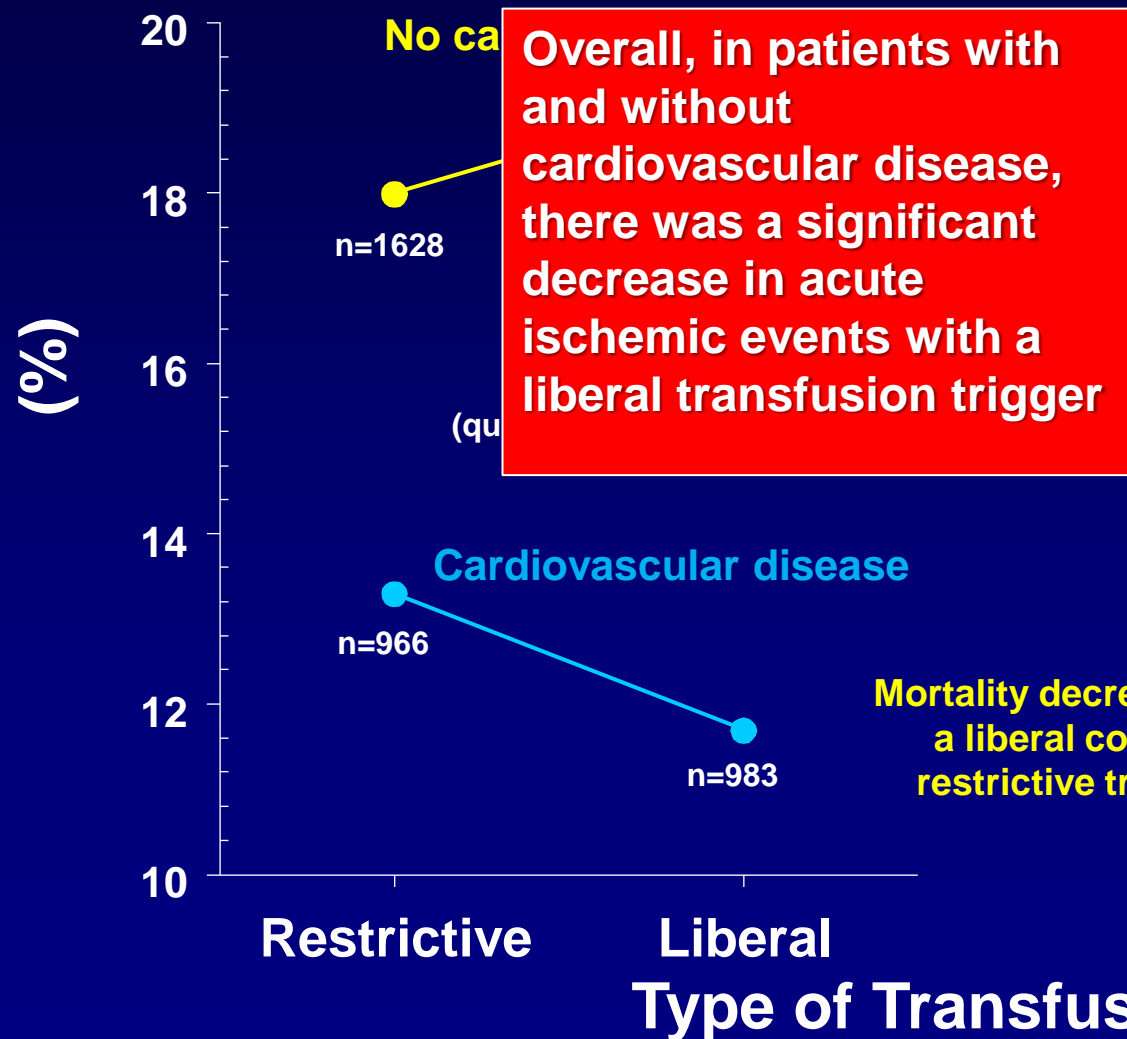 20
No ca
Overall, in patients with
and without
cardiovascular disease,
there was a significant
decrease in acute
ischemic events with a
liberal transfusion trigger
18
n=1628
(%)
16
(qu
14
Cardiovascular disease
n=966
Mortality decre
12
a liberal co
n=983
restrictive tr
10
Restrictive
Liberal
Type of Transfus